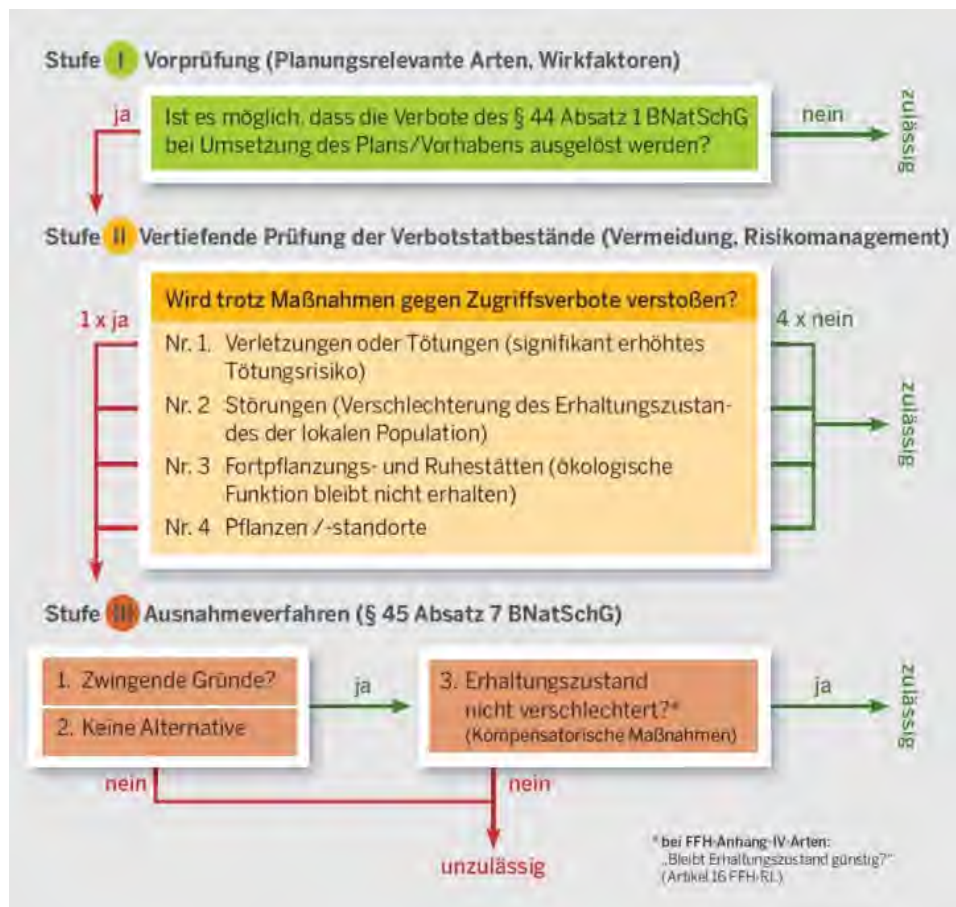 Stufe I Vorprüfung (Planungsrelevante Arten, Wirkfaktoren)
ja
Ist es möglich, dass die Verbote des § 44 Absatz 1 BNatSchG
bei Umsetzung des Plans/Vorhabens ausgelöst werden?
nein
zulässig
Stufe II Vertiefende Prüfung der Verbotstatbestände (Vermeidung, Risikomanagement)
1 x ja
Wird trotz Maßnahmen gegen Zugriffsverbote verstoßen?
4 x nein
Nr. 1. Verletzungen oder Tötungen (signifikant erhöhtes
Tötungsrisiko)
Nr. 2 Störungen (Verschlechterung des Erhaltungszustan-
des der lokalen Population)
Nr. 3 Fortpflanzungs- und Ruhestätten (ökologische
Funktion bleibt nicht erhalten)
Nr. 4 Pflanzen /-standorte
zulässig
Stufe III Ausnahmeverfahren (§ 45 Absatz 7 BNatSchG)
1. Zwingende Gründe?
2. Keine Alternative
ja
3. Erhaltungszustand
nicht verschlechtert?*
(Kompensatorische Maßnahmen)
ja
zulässig
nein
nein
unzulässig
* bei FFH-Anhang-IV-Arten:
„Bleibt Erhaltungszustand günstig?"
(Artikel 16 FFH-RL)